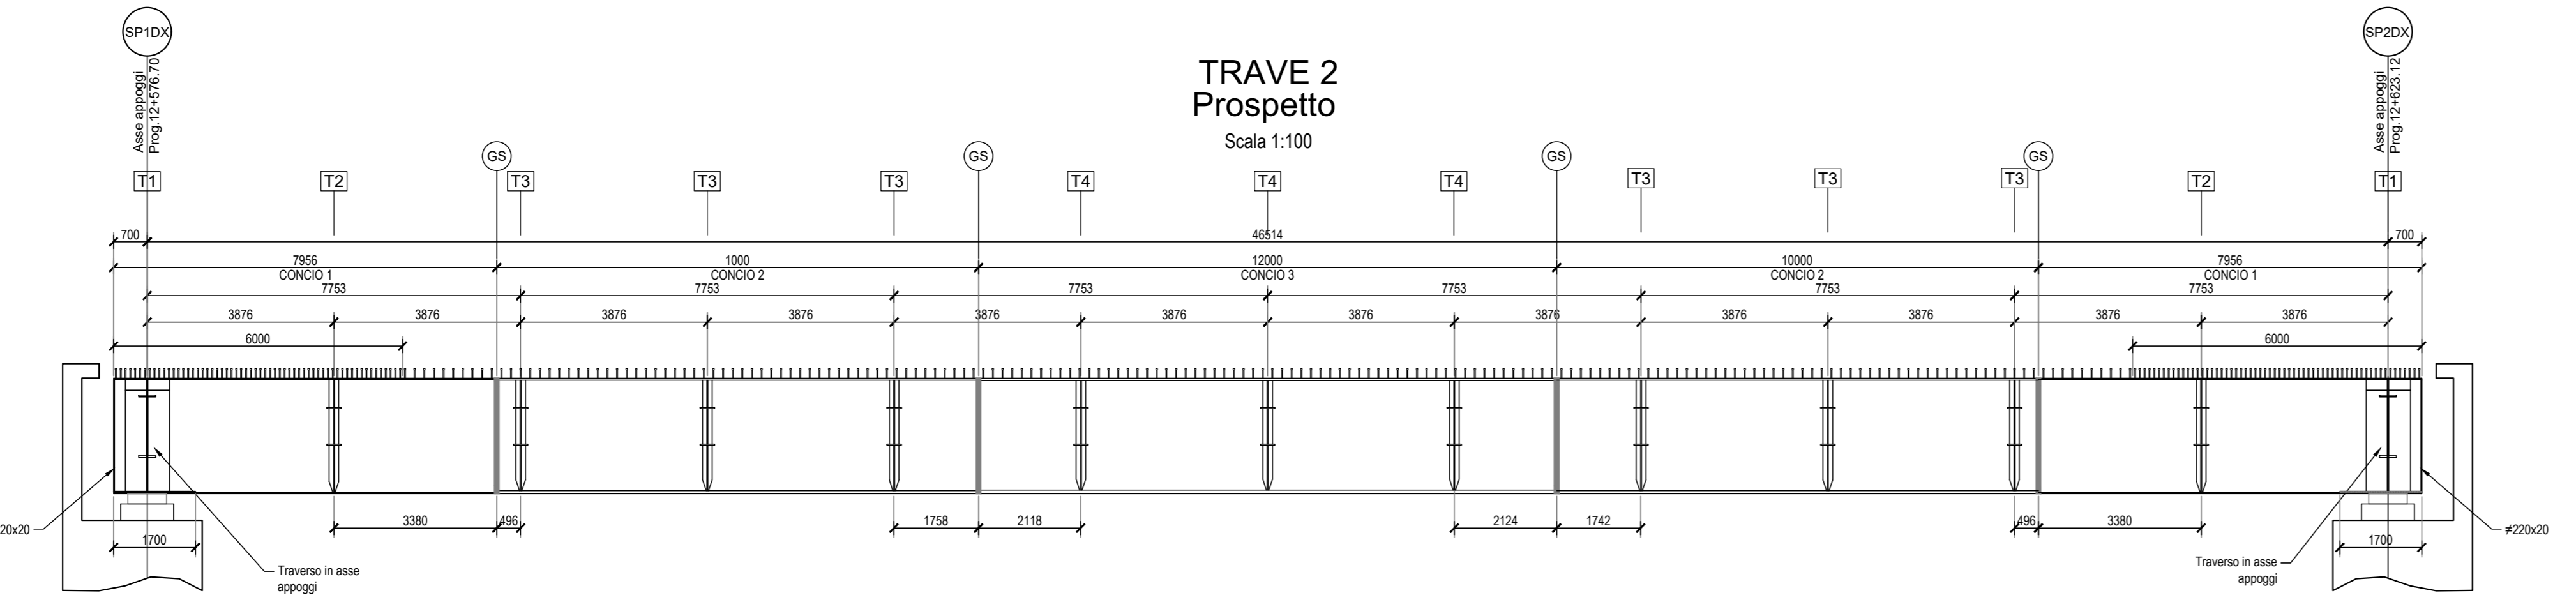 SP1DX
SP2DX
Asse appoggi
Prog.12+576.70
TRAVE 2
Prospetto
Scala 1:100
Asse appoggi
Prog.12+623.12
GS
GS
GS
GS
T1
T2
T3
T3
T3
T4
T4
T4
T3
T3
T3
T2
T1
700
46514
700
7956
1000
12000
10000
7956
CONCIO 1
CONCIO 2
CONCIO 3
CONCIO 2
CONCIO 1
7753
7753
7753
7753
7753
7753
3876
3876
3876
3876
3876
3876
3876
3876
3876
3876
3876
3876
6000
6000
3380
496
1758
2118
2124
1742
496
3380
20x20
≠220x20
1700
1700
Traverso in asse
appoggi
Traverso in asse
appoggi